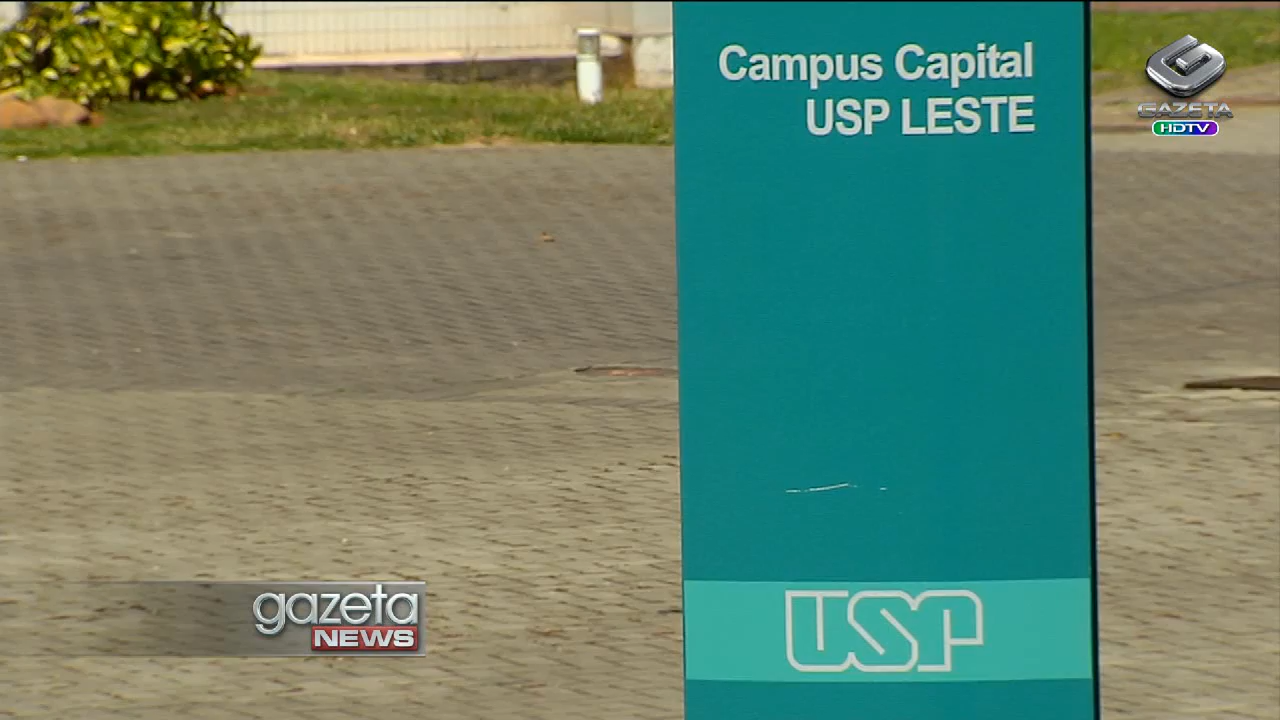 Campus Capital
USP LESTE
GAZETA
HDTV
gazeta
NEWS
USP